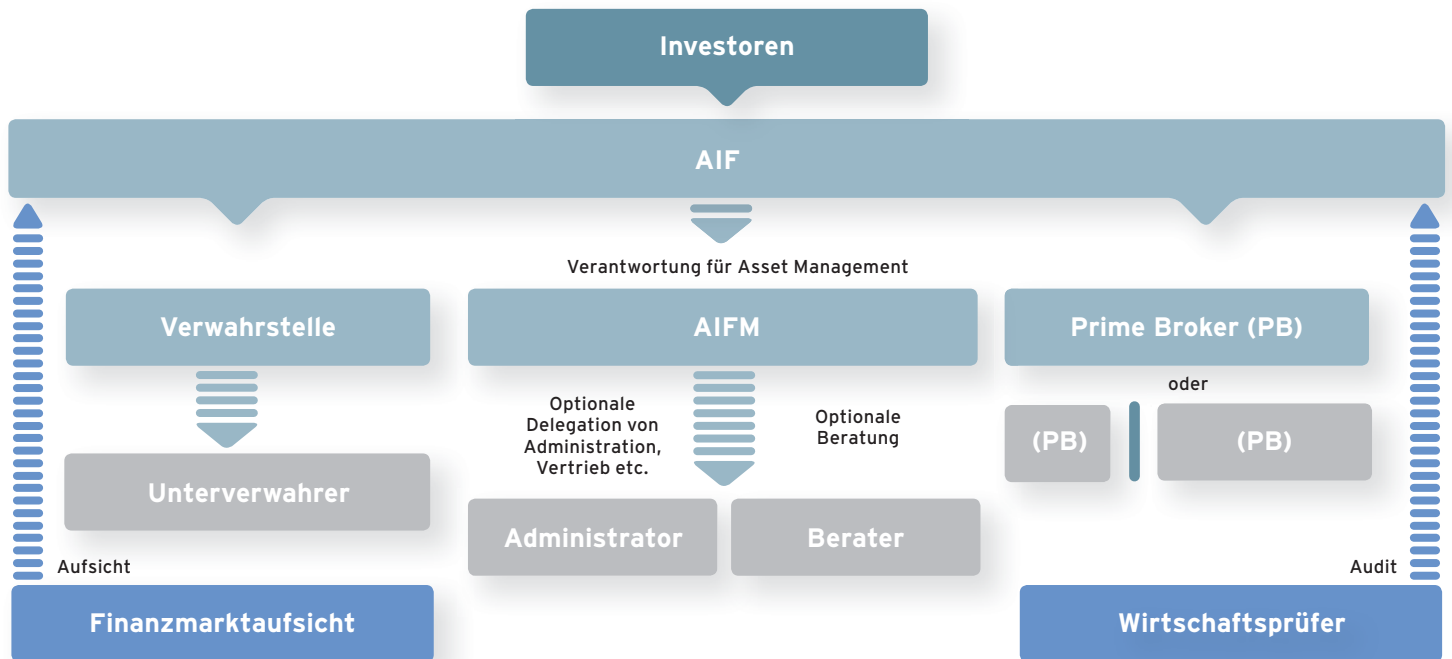 Investoren
AIF
Verantwortung für Asset Management
Verwahrstelle
AIFM
Prime Broker (PB)
oder
Optionale
Delegation von
Administration,
Vertrieb etc.
Optionale
Beratung
(PB)
(PB)
Unterverwahrer
Administrator
Berater
Aufsicht
Audit
Finanzmarktaufsicht
Wirtschaftsprüfer